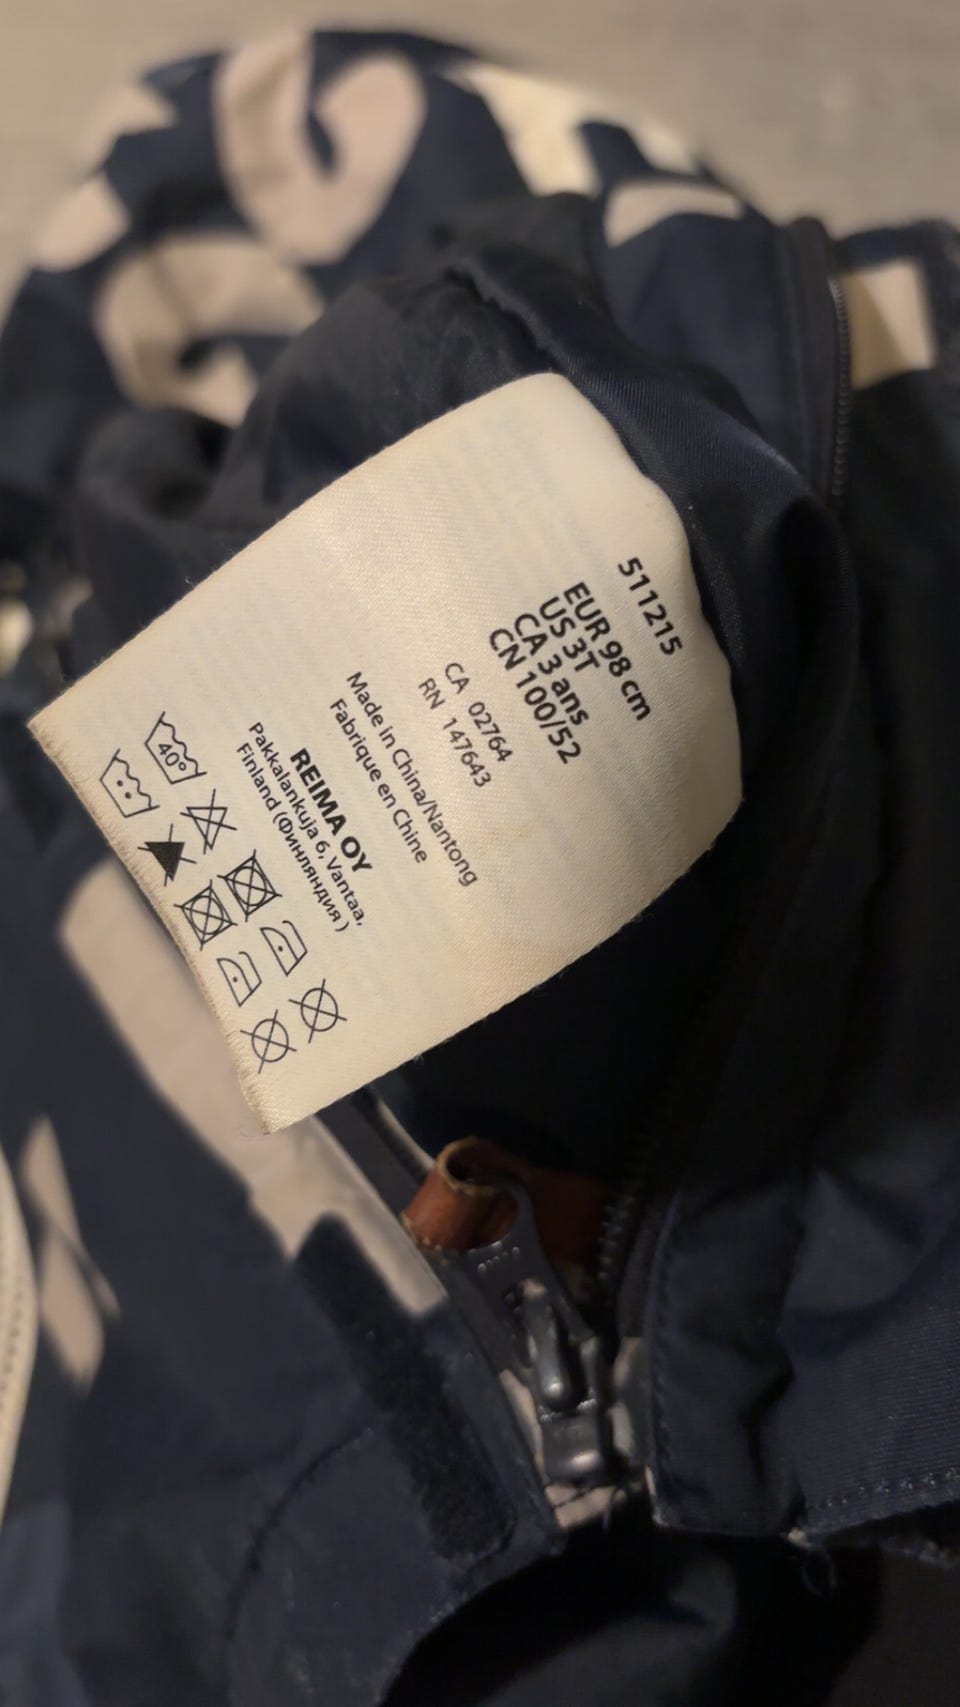 511215
EUR 98 cm
US 3T
CA 3 ans
CN 100/52
CA 02764
RN 147643
Made in China/Nantong
Fabrique en Chine
REIMA OY
Pakkalankuja 6, Vantaa,
Finland (ФИНЛЯНДИЯ)
40°